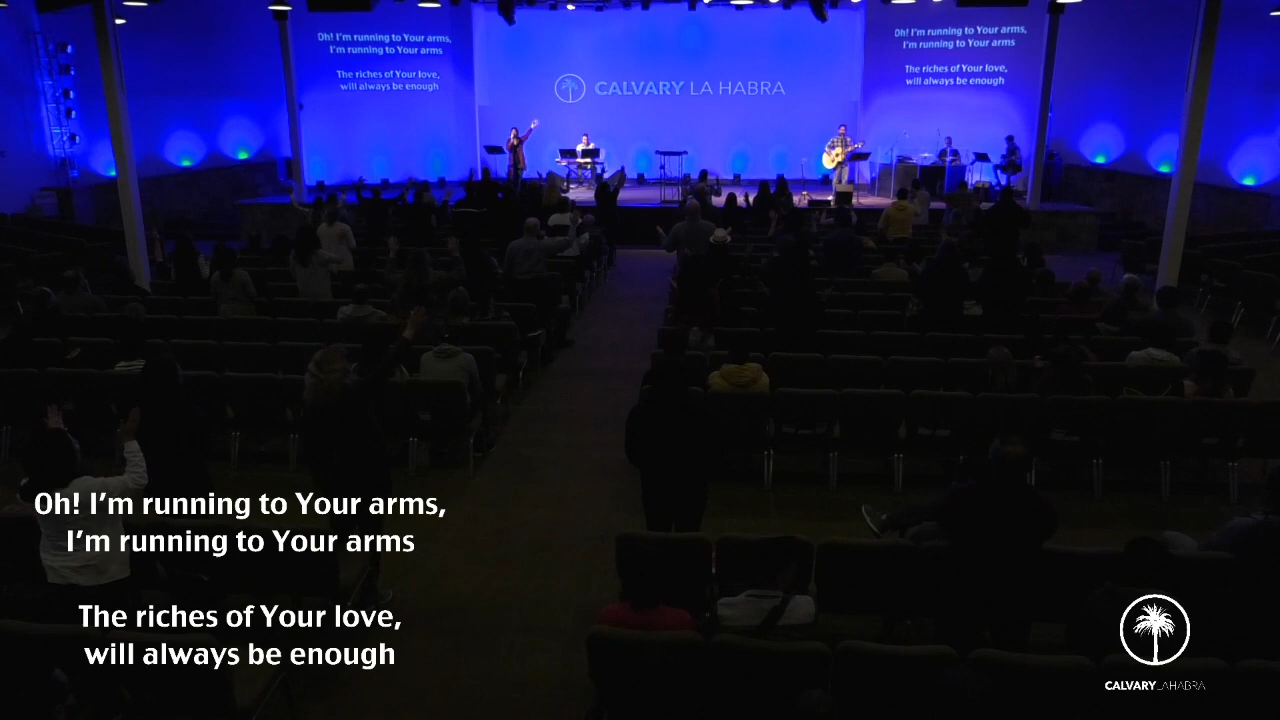 Oh! I'm running to Your arms,
I'm running to Your arms
The riches of Your love,
will always be enough
CALVARY LA HABRA
Oh! I'm running to Your arms,
I'm running to Your arms
The riches of Your love,
will always be enough
Oh! I'm running to Your arms,
I'm running to Your arms
The riches of Your love,
will always be enough
CALVARY LA HABRA